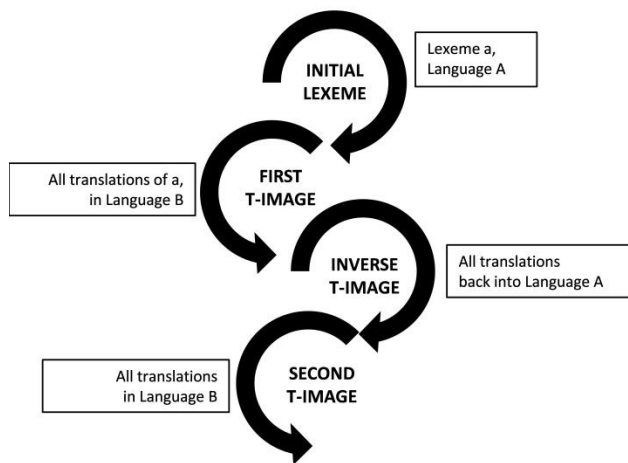 INITIAL
LEXEME
Lexeme a,
Language A
All translations of a,
in Language B
FIRST
T-IMAGE
INVERSE
T-IMAGE
All translations
back into Language A
All translations
in Language B
SECOND
T-IMAGE